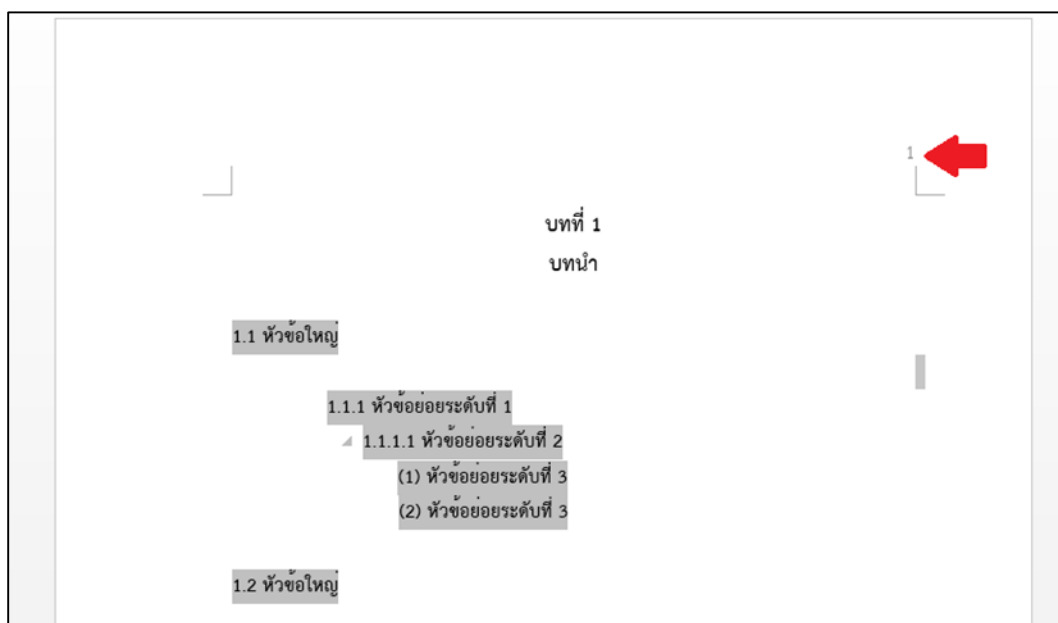 1
บทที่ 1
บทนำ
1.1 หัวข้อใหญ่
1.1.1 หัวข้อย่อยระดับที่ 1
1.1.1.1 หัวข้อย่อยระดับที่ 2
(1) หัวข้อย่อยระดับที่ 3
(2) หัวข้อย่อยระดับที่ 3
1.2 หัวข้อใหญ่